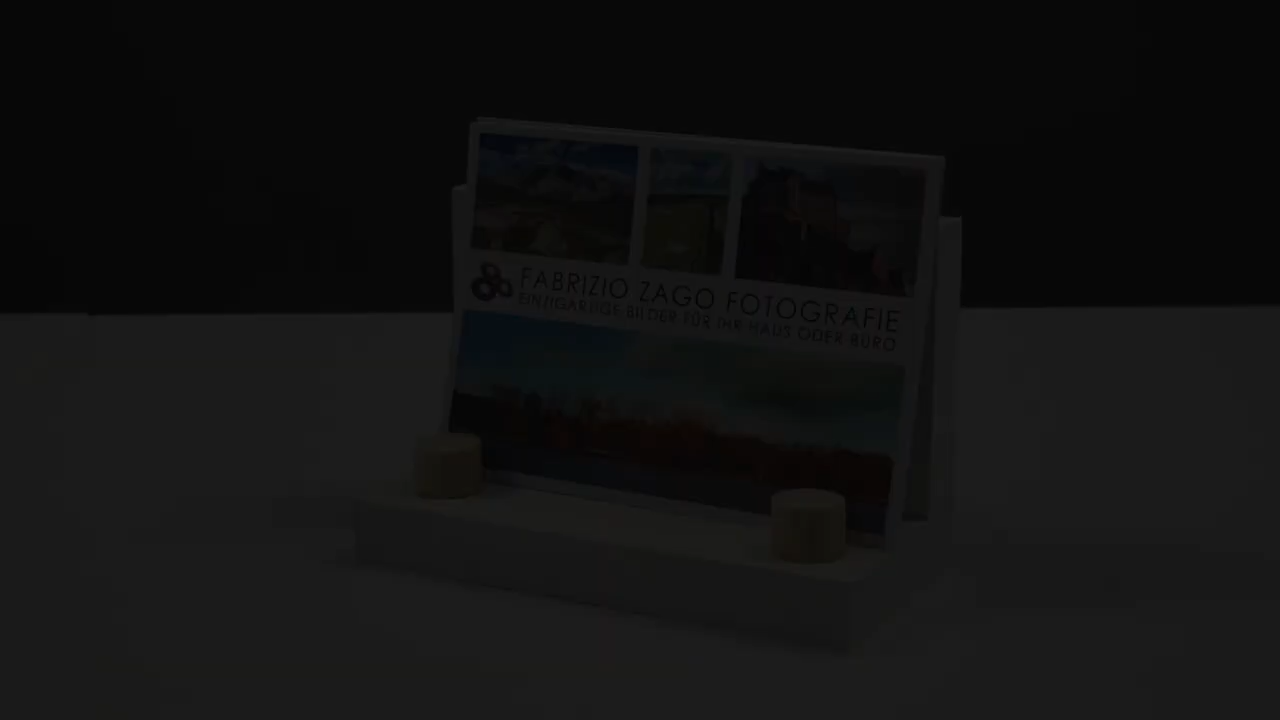 FABRIZIO ZAGO FOTOGRAFIE
EINZIGARTIGE BILDER FÜR IHR HAUS ODER BÜRO